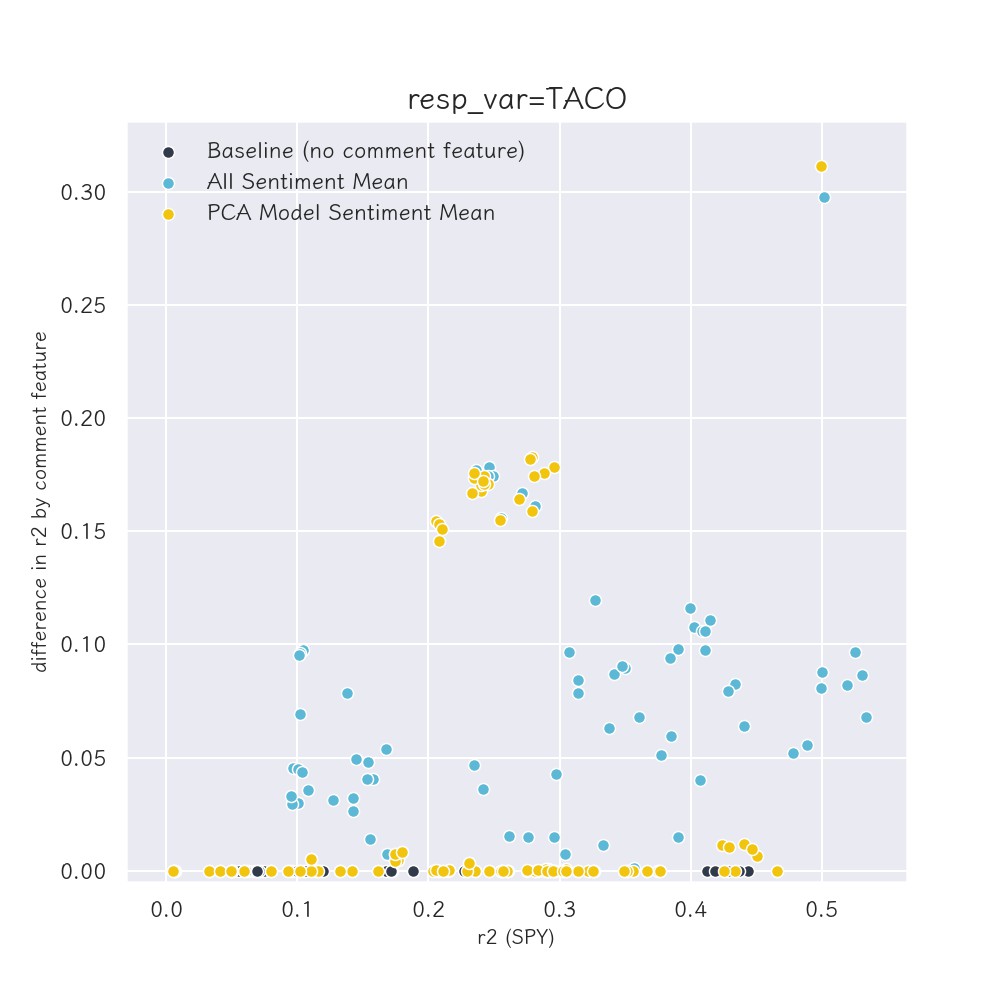 resp_var=TACO
Baseline (no comment feature)
All Sentiment Mean
PCA Model Sentiment Mean
difference in r2 by comment feature
0.30
0.25
0.20
0.15
0.10
0.05
0.00
0.0 0.1 0.2 0.3 0.4 0.5
r2 (SPY)